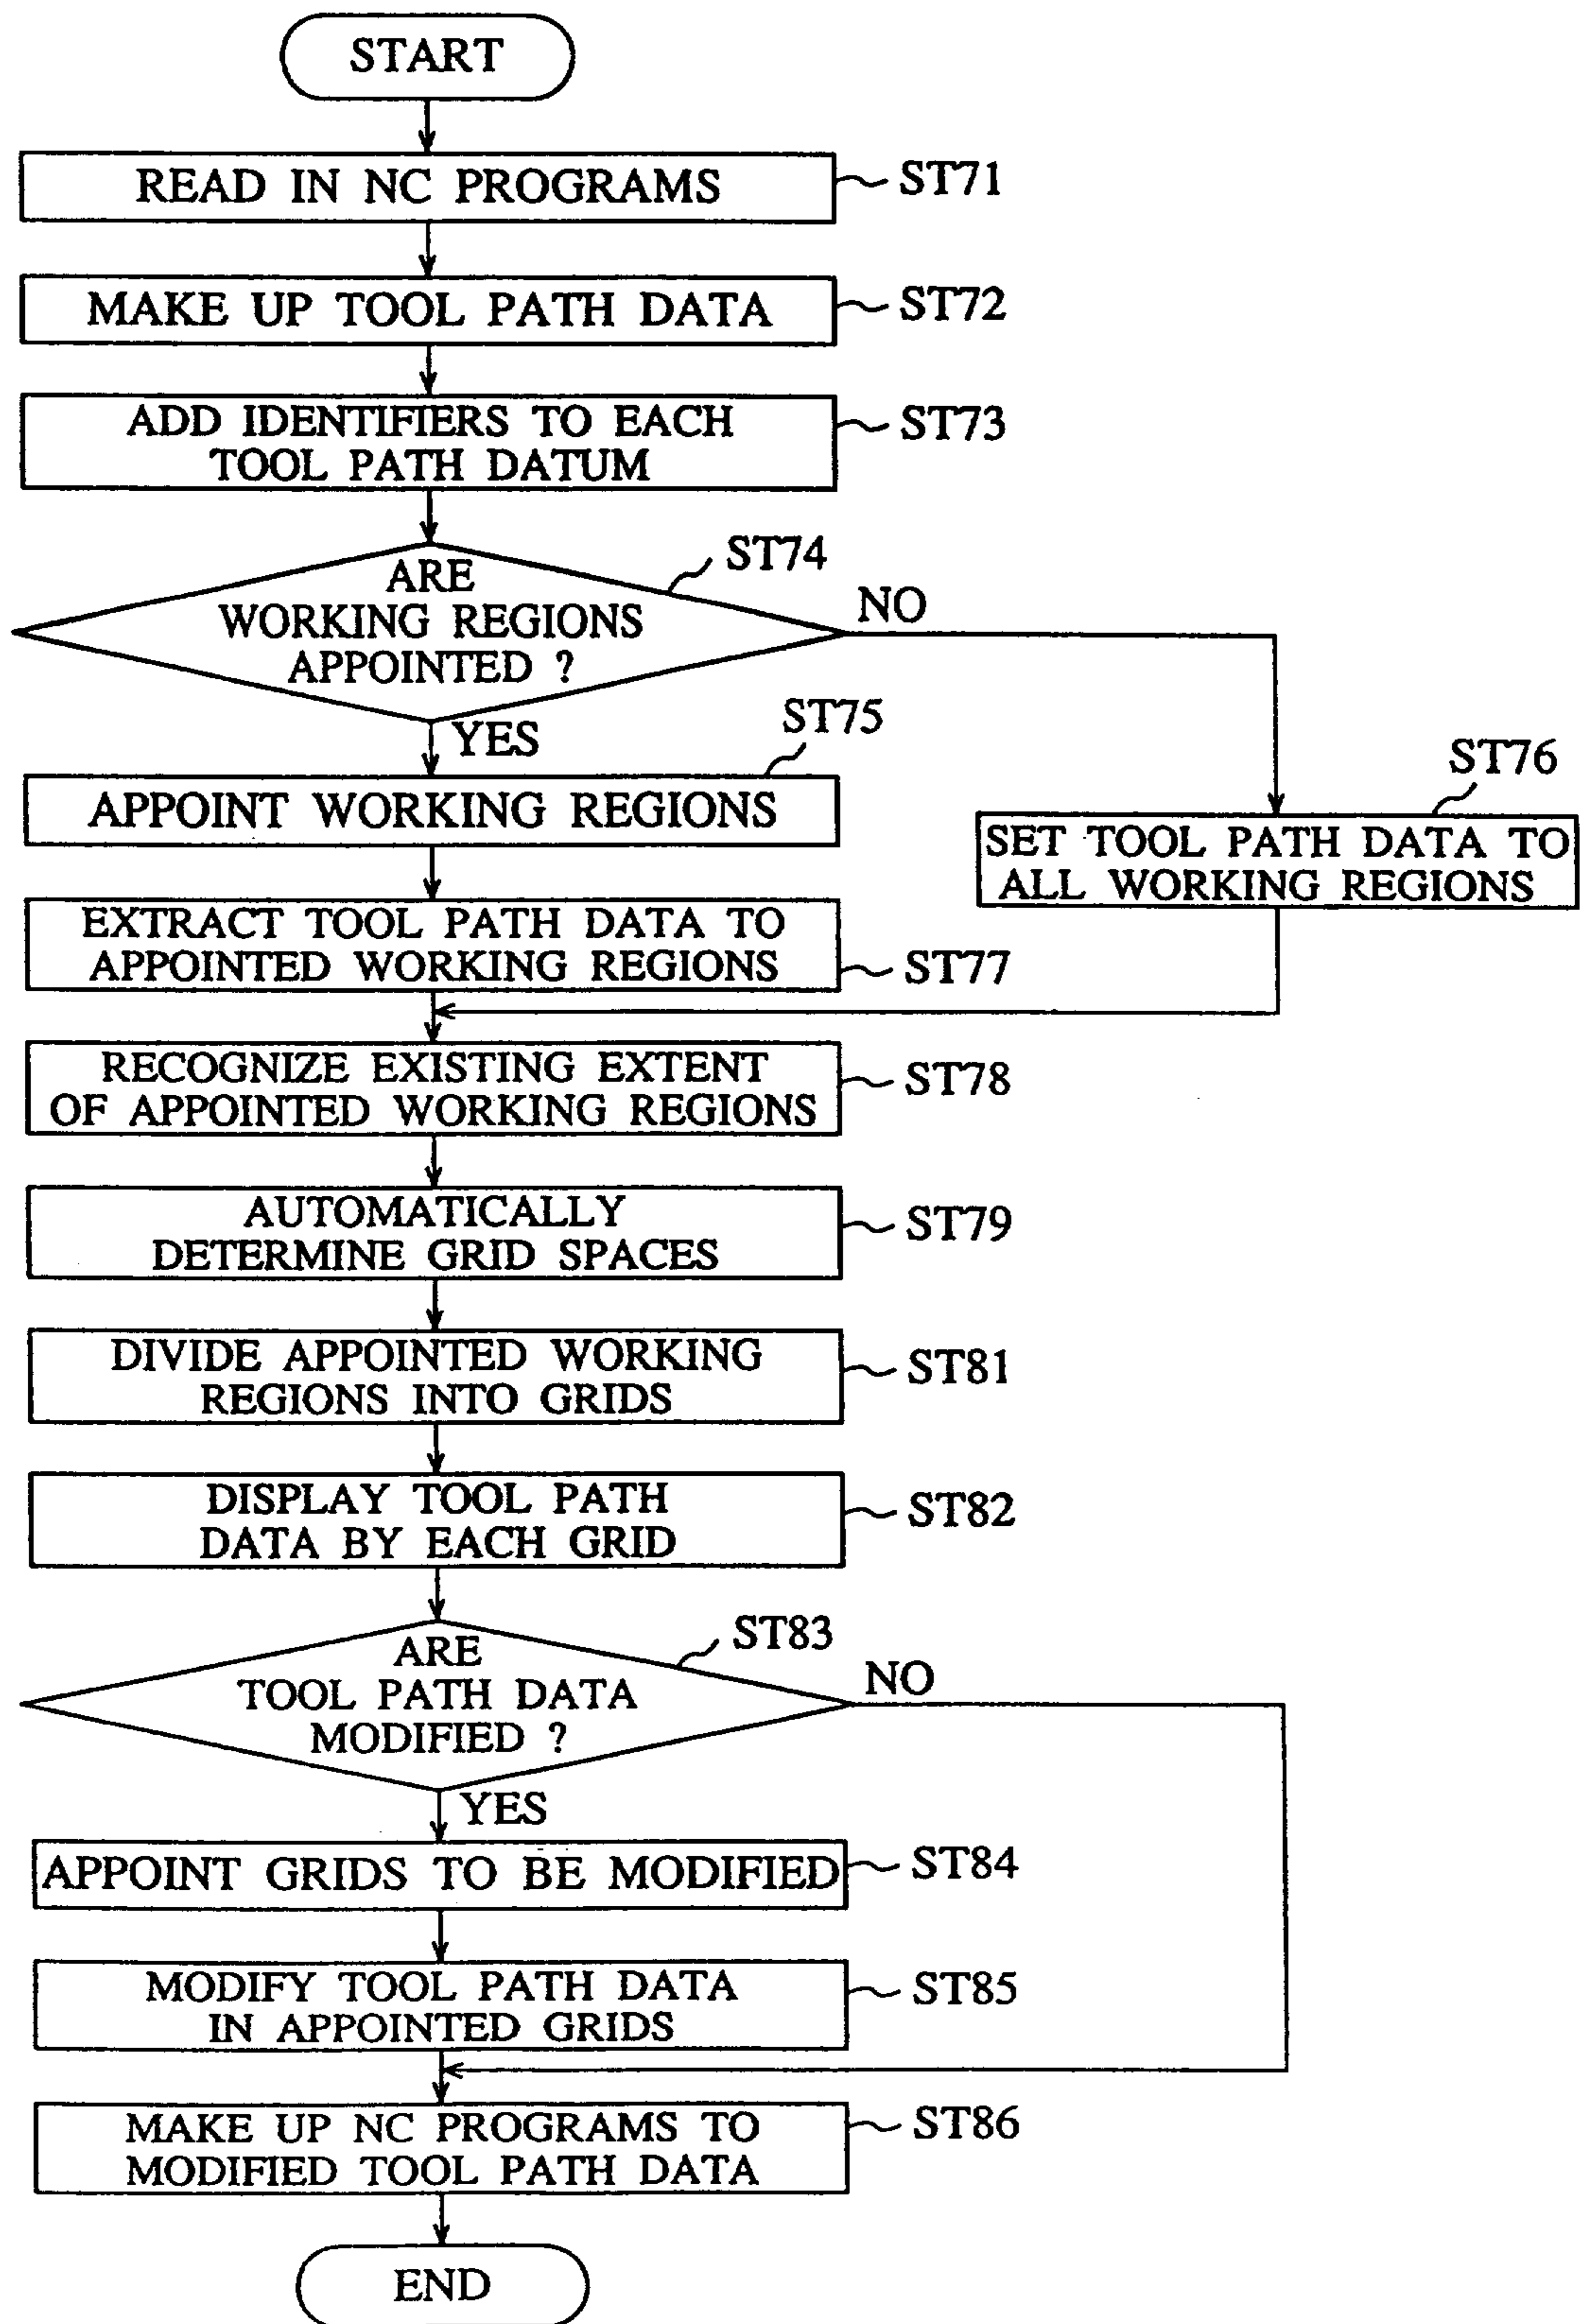 START
READ IN NC PROGRAMS
ST71
MAKE UP TOOL PATH DATA
ST72
ADD IDENTIFIERS TO EACH
TOOL PATH DATUM
ST73
ARE
WORKING REGIONS
APPOINTED ?
ST74
NO
YES
ST75
APPOINT WORKING REGIONS
ST76
SET TOOL PATH DATA TO
ALL WORKING REGIONS
EXTRACT TOOL PATH DATA TO
APPOINTED WORKING REGIONS
ST77
RECOGNIZE EXISTING EXTENT
OF APPOINTED WORKING REGIONS
ST78
AUTOMATICALLY
DETERMINE GRID SPACES
ST79
DIVIDE APPOINTED WORKING
REGIONS INTO GRIDS
ST81
DISPLAY TOOL PATH
DATA BY EACH GRID
ST82
ARE
TOOL PATH DATA
MODIFIED ?
ST83
NO
YES
APPOINT GRIDS TO BE MODIFIED
ST84
MODIFY TOOL PATH DATA
IN APPOINTED GRIDS
ST85
MAKE UP NC PROGRAMS TO
MODIFIED TOOL PATH DATA
ST86
END